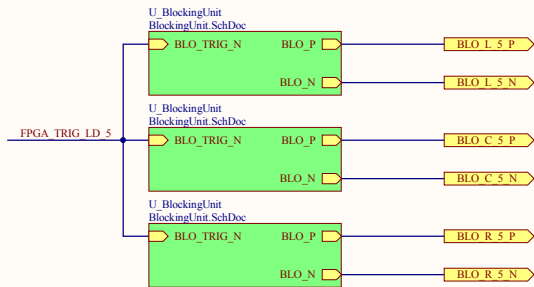 U_BlockingUnit
BlockingUnit.SchDoc
BLO_TRIG_N BLO_P BLO_L_5_P
BLO_N BLO_L_5_N
U_BlockingUnit
BlockingUnit.SchDoc
FPGA_TRIG_LD_5 BLO_TRIG_N BLO_P BLO_C_5_P
BLO_N BLO_C_5_N
U_BlockingUnit
BlockingUnit.SchDoc
BLO_TRIG_N BLO_P BLO_R_5_P
BLO_N BLO_R_5_N